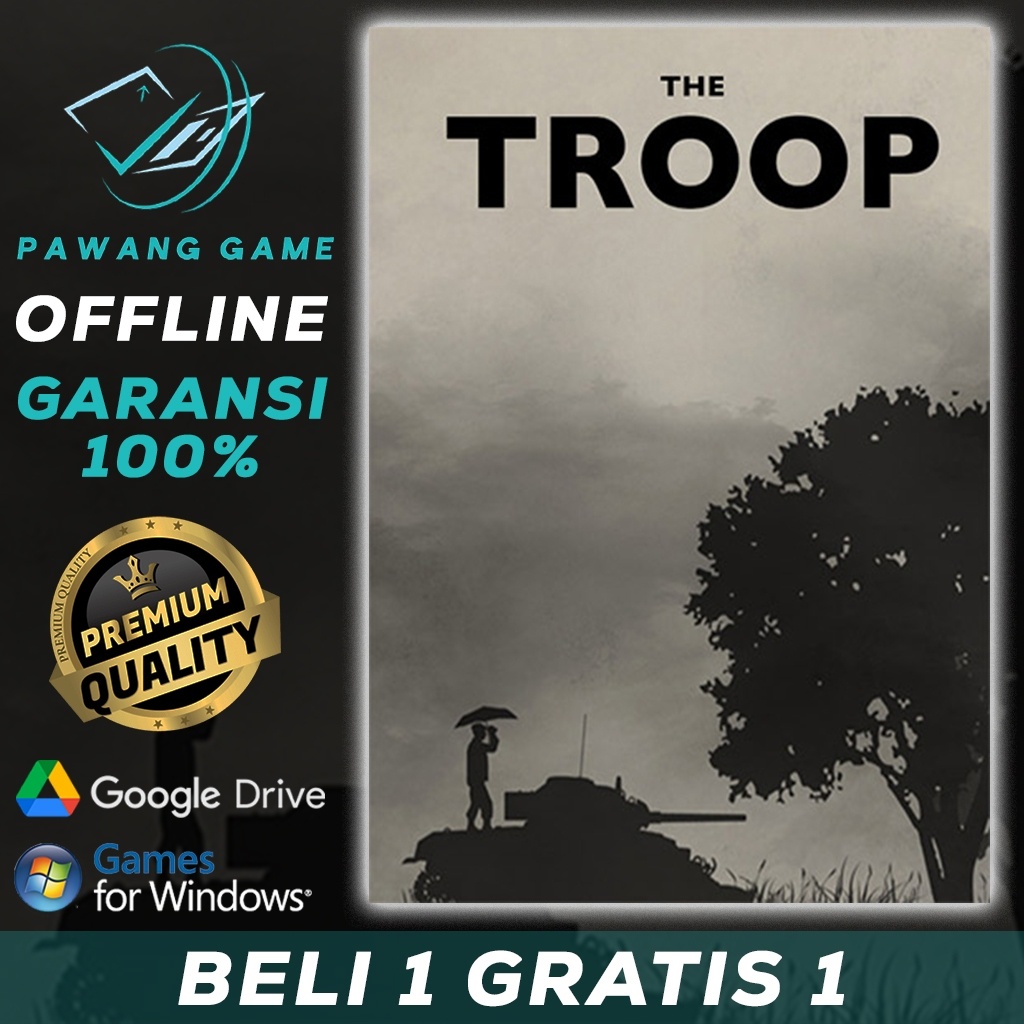 PAWANG GAME
OFFLINE
GARANSI
100%
PREMIUM QUALITY
PREMIUM
QUALITY
Google Drive
Games
for Windows®
THE
TROOP
BELI 1 GRATIS 1